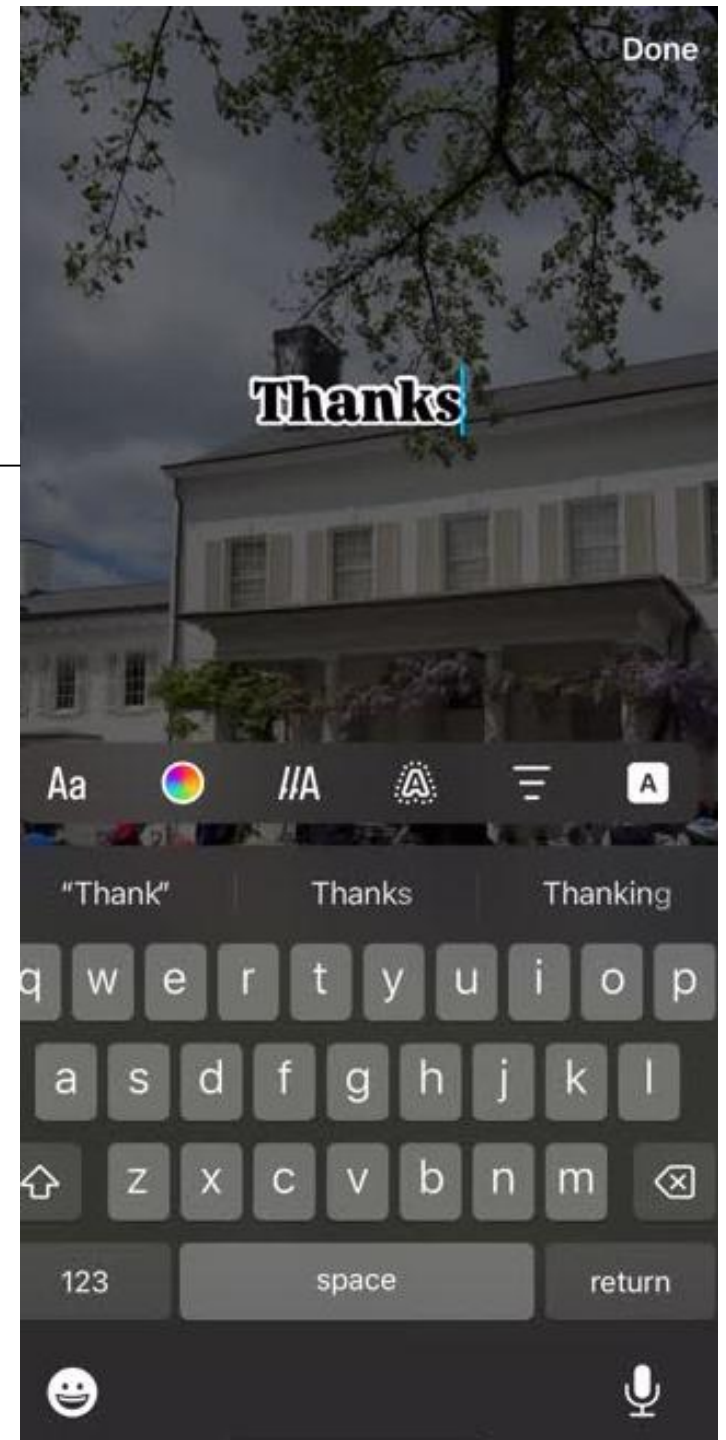 Done
Thanks
Aa //A A A
“Thank” Thanks Thanking
q w e r t y u i o p
a s d f g h j k l
z x c v b n m
123 space return